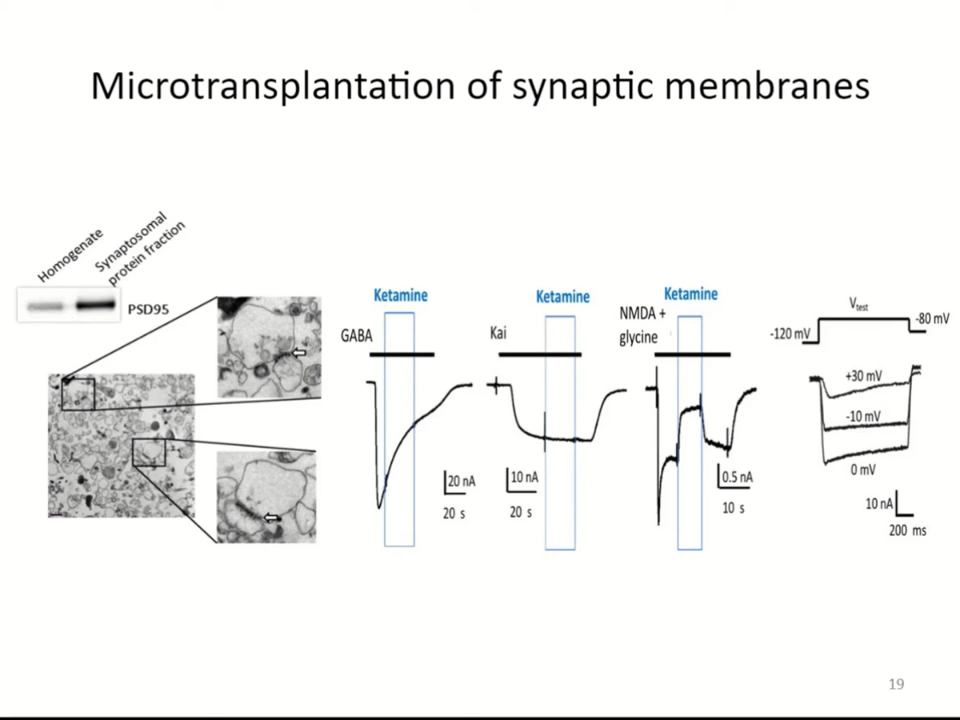 Microtransplantation of synaptic membranes
Homogenate
Synaptosomal
protein fraction
PSD95
Ketamine
GABA
20 nA
20 s
Ketamine
Kai
10 nA
20 s
Ketamine
NMDA +
glycine
0.5 nA
10 s
Vtest
-120 mV
-80 mV
+30 mV
-10 mV
0 mV
10 nA
200 ms
19